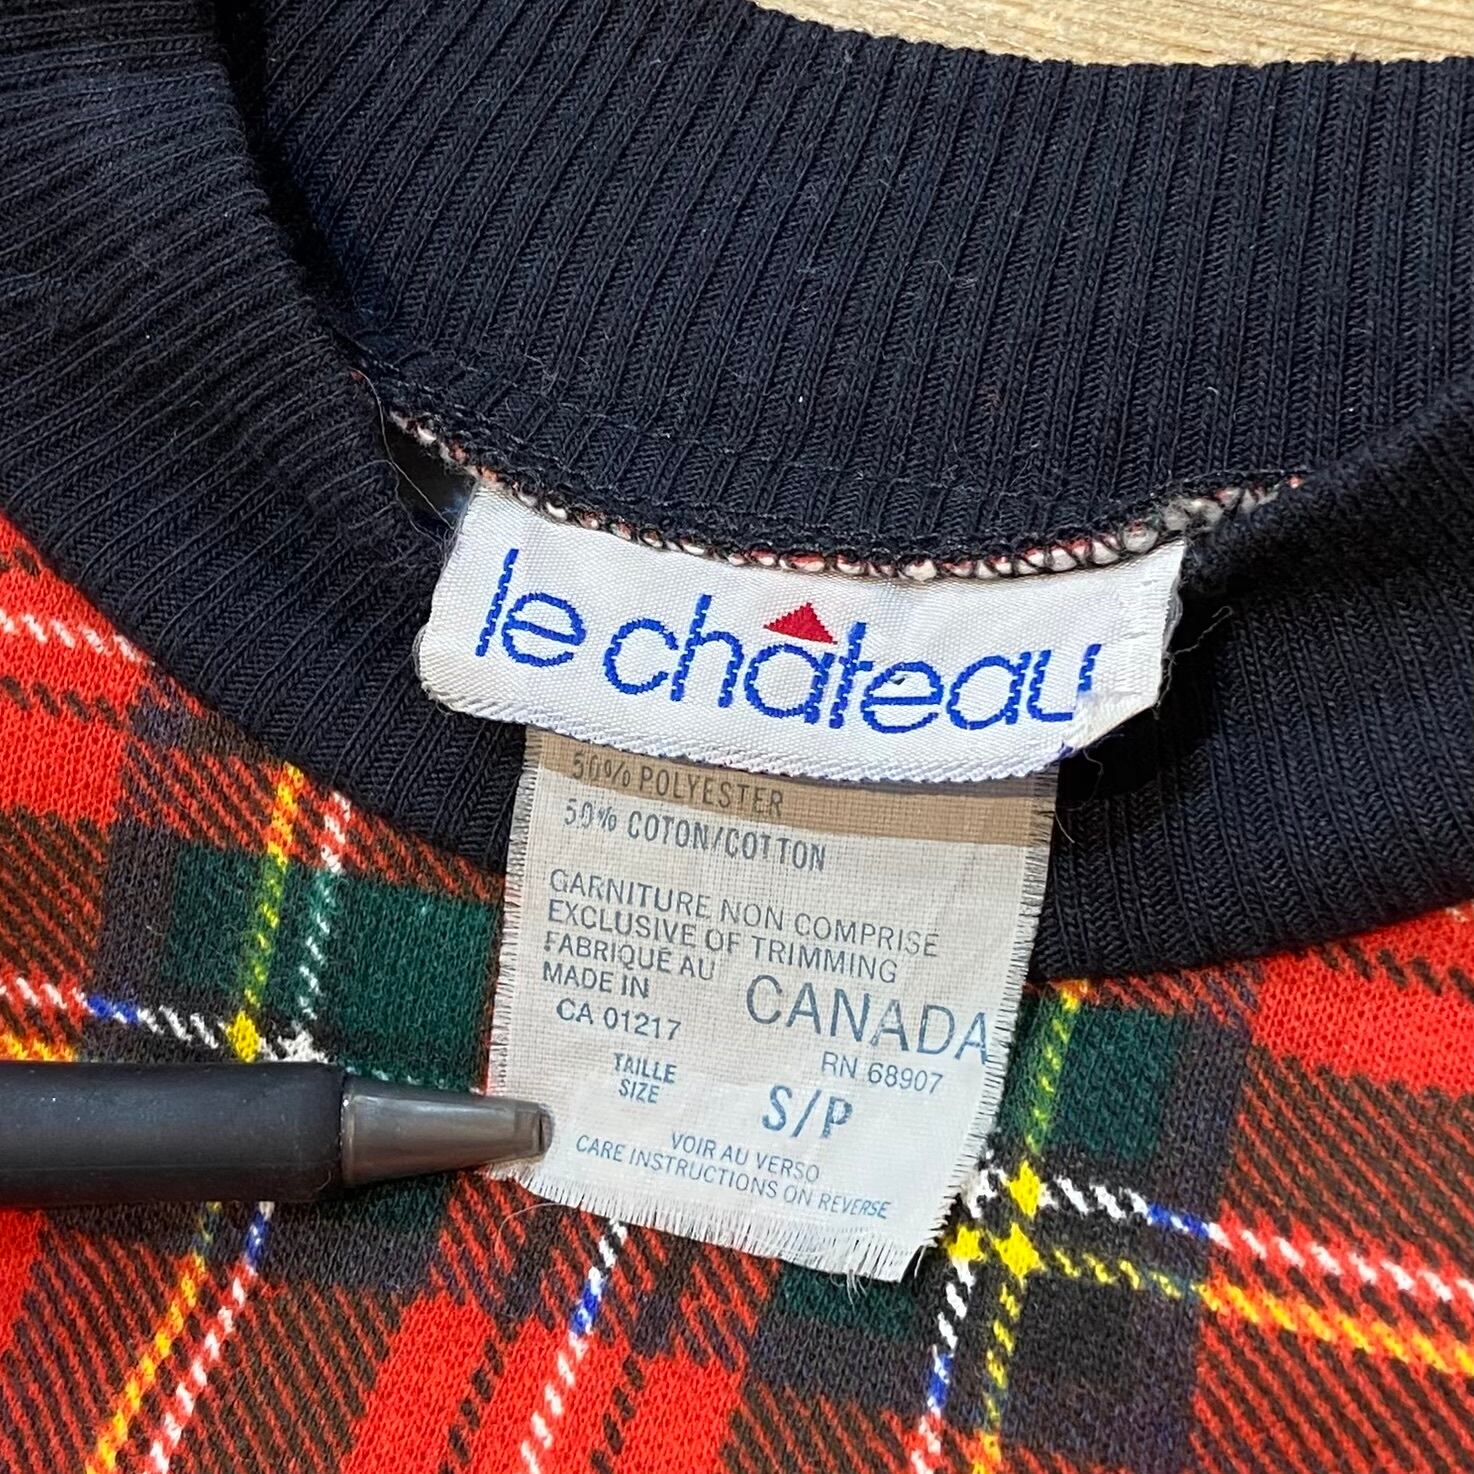 le château
50% POLYESTER
50% COTON/COTTON
GARNITURE NON COMPRISE
EXCLUSIVE OF TRIMMING
FABRIQUÉ AU
MADE IN CANADA
CA 01217 RN 68907
TAILLE
SIZE S/P
VOIR AU VERSO
CARE INSTRUCTIONS ON REVERSE